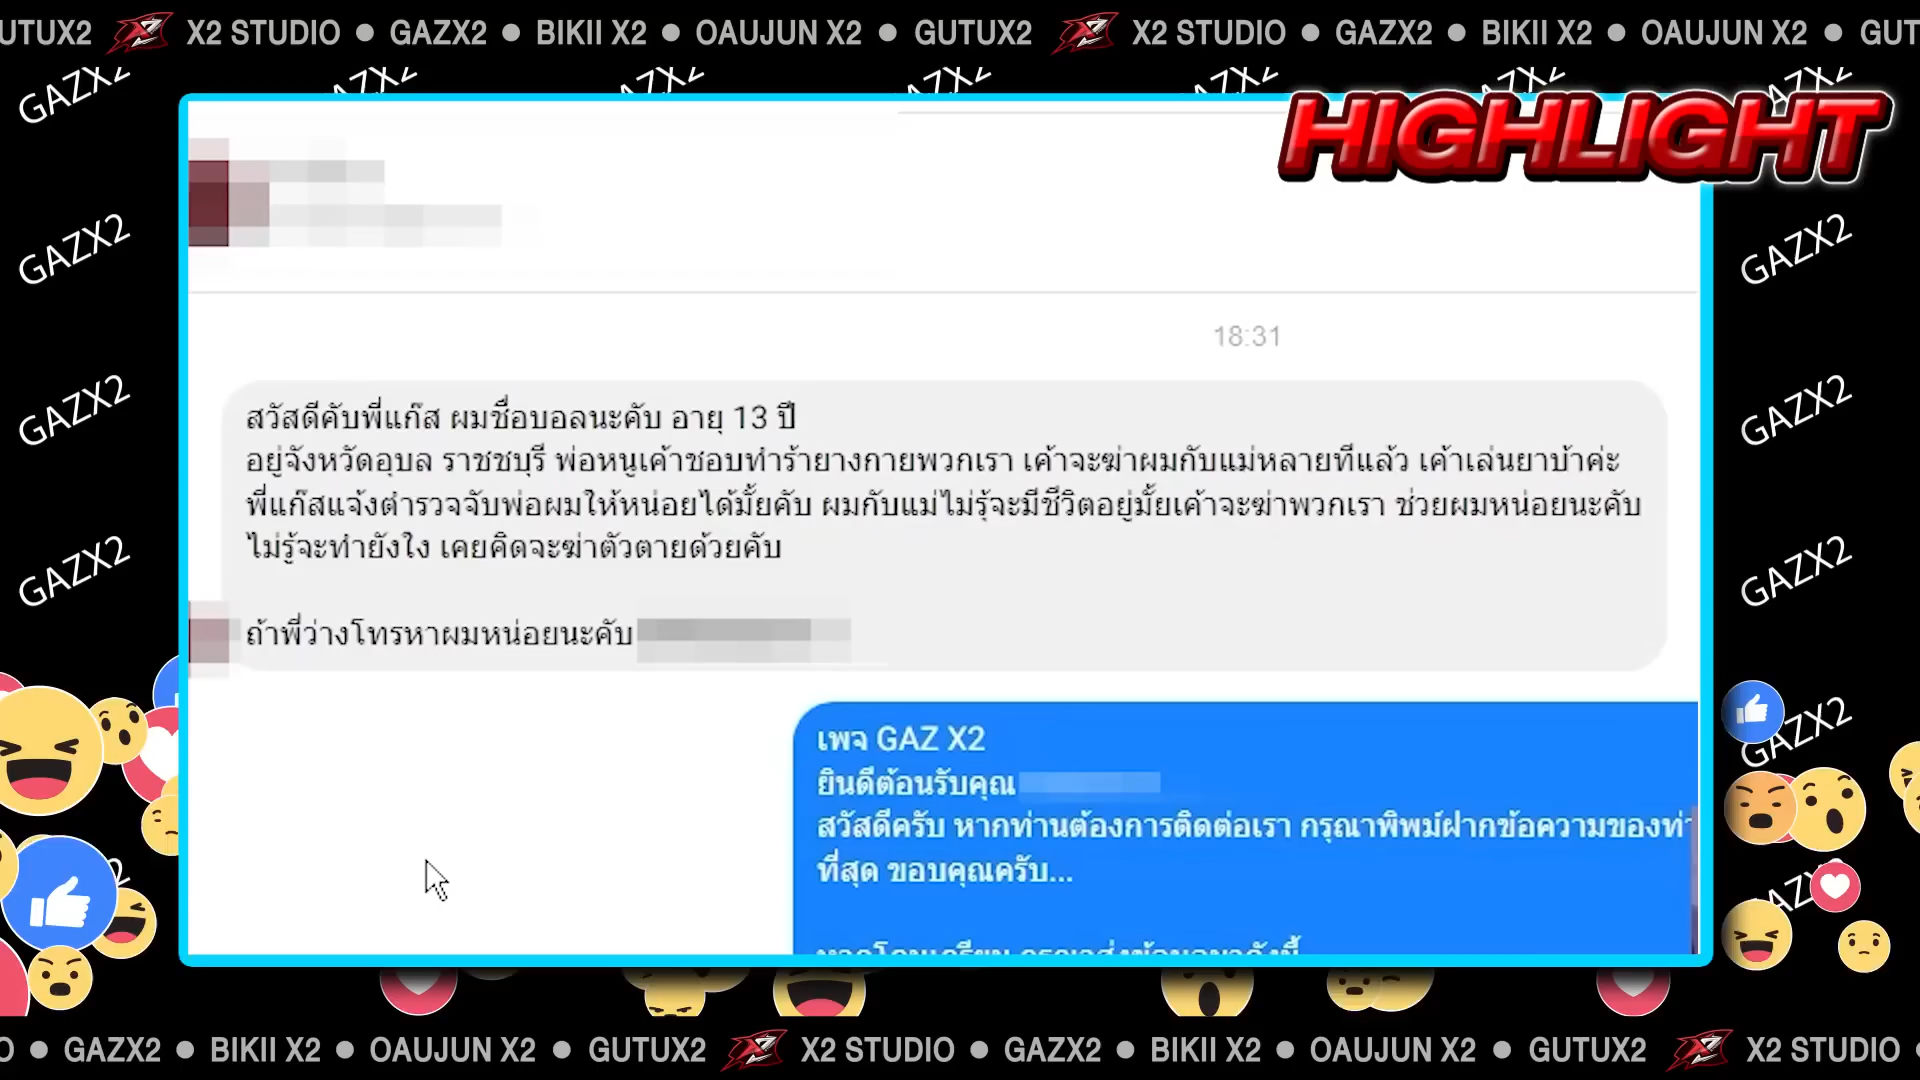 UTUX2 X2 STUDIO ● GAZX2 ● BIKII X2 ● OAUJUN X2 ● GUTUX2 X2 STUDIO ● GAZX2 ● BIKII X2 ● OAUJUN X2 ● GUT
HIGHLIGHT
GAZX2
GAZX2
GAZX2
GAZX2
GAZX2
GAZX2
GAZX2
GAZX2
18:31
สวัสดีคับพี่แก๊ส ผมชื่อบอลนะคับ อายุ 13 ปี
อยู่จังหวัดอุบล ราชชบุรี พ่อหนูเค้าชอบทำร้ายางกายพวกเรา เค้าจะฆ่าผมกับแม่หลายทีแล้ว เค้าเล่นยาบ้าค่ะ
พี่แก๊สแจ้งตำรวจจับพ่อผมให้หน่อยได้มั้ยคับ ผมกับแม่ไม่รุ้จะมีชีวิตอยู่มั้ยเค้าจะฆ่าพวกเรา ช่วยผมหน่อยนะคับ
ไม่รู้จะทำยังใง เคยคิดจะฆ่าตัวตายด้วยคับ
ถ้าพี่ว่างโทรหาผมหน่อยนะคับ
เพจ GAZ X2
ยินดีต้อนรับคุณ
สวัสดีครับ หากท่านต้องการติดต่อเรา กรุณาพิพม์ฝากข้อความของท่า
ที่สุด ขอบคุณครับ...
O ● GAZX2 ● BIKII X2 ● OAUJUN X2 ● GUTUX2 X2 STUDIO ● GAZX2 ● BIKII X2 ● OAUJUN X2 ● GUTUX2 X2 STUDIO